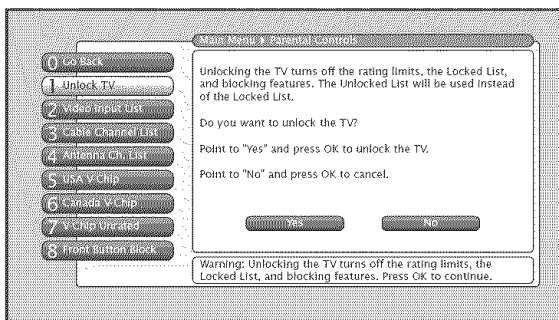 Main Menu ▸ Parental Controls
0 Go Back
1 Unlock TV
2 Video Input List
3 Cable Channel List
4 Antenna Ch. List
5 USA V-Chip
6 Canada V-Chip
7 V-Chip Unrated
8 Front Button Block
Unlocking the TV turns off the rating limits, the Locked List,
and blocking features. The Unlocked List will be used instead
of the Locked List.
Do you want to unlock the TV?
Point to "Yes" and press OK to unlock the TV.
Point to "No" and press OK to cancel.
Yes
No
Warning: Unlocking the TV turns off the rating limits, the
Locked List, and blocking features. Press OK to continue.